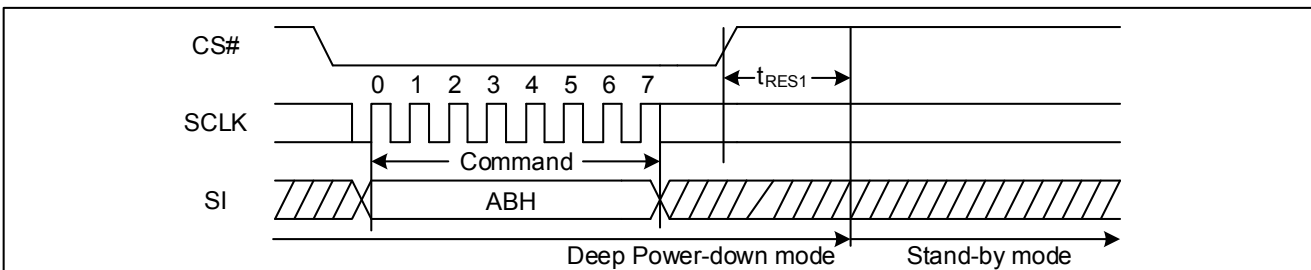 CS#
tRES1
0 1 2 3 4 5 6 7
SCLK
Command
SI
ABH
Deep Power-down mode
Stand-by mode